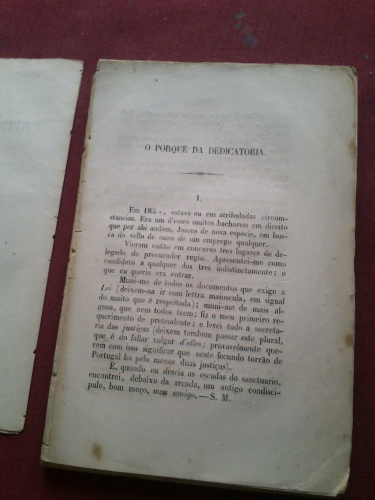 O PORQUÊ DA DEDICATORIA.
I.
Em 185-, estava eu em atribuladas circum-
stancias. Era um d'esses muitos bachareis em direito
que por ahi andam, Jasons de nova especie, em bus-
ca do vello de ouro de um emprego qualquer.
Vieram então em concurso tres logares de de-
legado do procurador regio. Apresentei-me como
candidato a qualquer dos tres indistinctamente; o
que eu queria era entrar.
Muni-me de todos os documentos que exige a
Lei (deixem-na ir com lettra maiuscula, em signal
do muito que é respeitada); muni-me de mais al-
guns, que nem todos teem; fiz o meu primeiro re-
querimento de pretendente; e levei tudo á secreta-
ria das justiças (deixem tambem passar este plural,
que é do fallar vulgar d'elles; provavelmente que-
rem com isso significar que neste fecundo torrão de
Portugal ha pelo menos duas justiças).
E, quando eu descia as escadas do sanctuario,
encontrei, debaixo da arcada, um antigo condisci-
pulo, bom moço, meu amigo,—S. M.